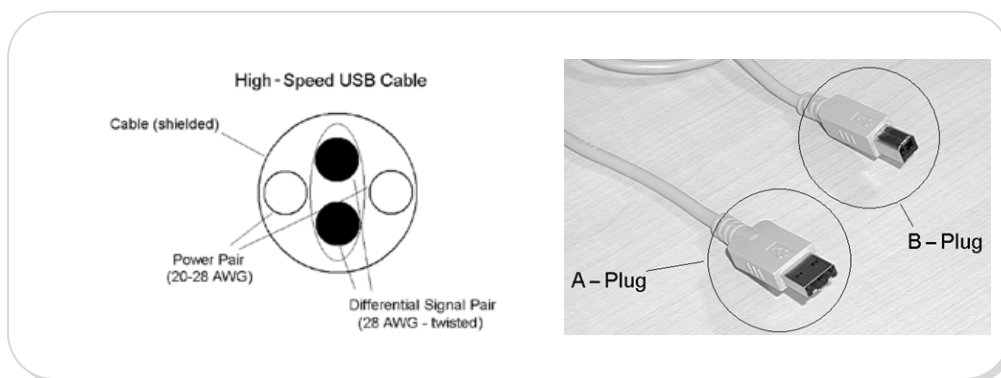 High - Speed USB Cable
Cable (shielded)
Power Pair
(20-28 AWG)
Differential Signal Pair
(28 AWG - twisted)
A – Plug
B – Plug